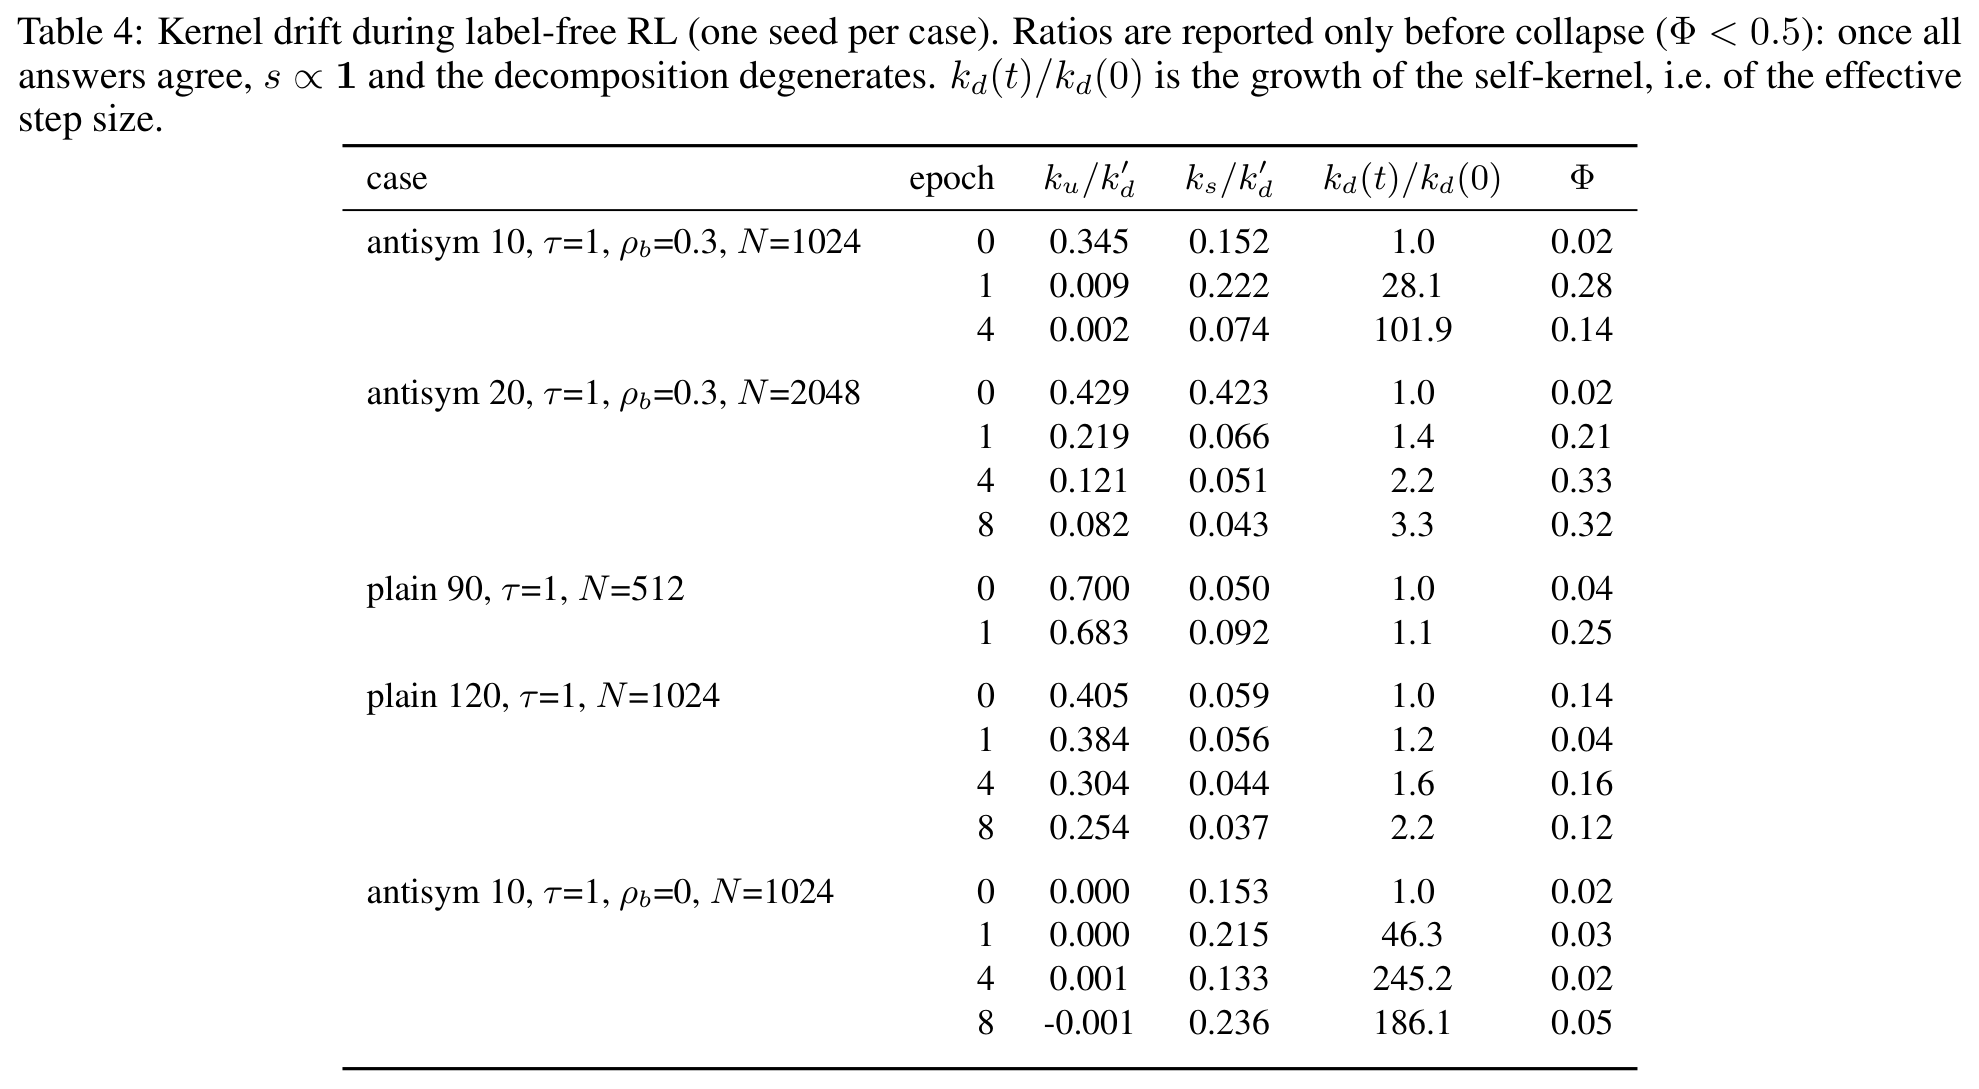 Table 4: Kernel drift during label-free RL (one seed per case). Ratios are reported only before collapse (Φ < 0.5): once all
answers agree, s ∝ 1 and the decomposition degenerates. k_d(t)/k_d(0) is the growth of the self-kernel, i.e. of the effective
step size.
case epoch k_u/k′_d k_s/k′_d k_d(t)/k_d(0) Φ
antisym 10, τ=1, ρ_b=0.3, N=1024 0 0.345 0.152 1.0 0.02
1 0.009 0.222 28.1 0.28
4 0.002 0.074 101.9 0.14
antisym 20, τ=1, ρ_b=0.3, N=2048 0 0.429 0.423 1.0 0.02
1 0.219 0.066 1.4 0.21
4 0.121 0.051 2.2 0.33
8 0.082 0.043 3.3 0.32
plain 90, τ=1, N=512 0 0.700 0.050 1.0 0.04
1 0.683 0.092 1.1 0.25
plain 120, τ=1, N=1024 0 0.405 0.059 1.0 0.14
1 0.384 0.056 1.2 0.04
4 0.304 0.044 1.6 0.16
8 0.254 0.037 2.2 0.12
antisym 10, τ=1, ρ_b=0, N=1024 0 0.000 0.153 1.0 0.02
1 0.000 0.215 46.3 0.03
4 0.001 0.133 245.2 0.02
8 -0.001 0.236 186.1 0.05